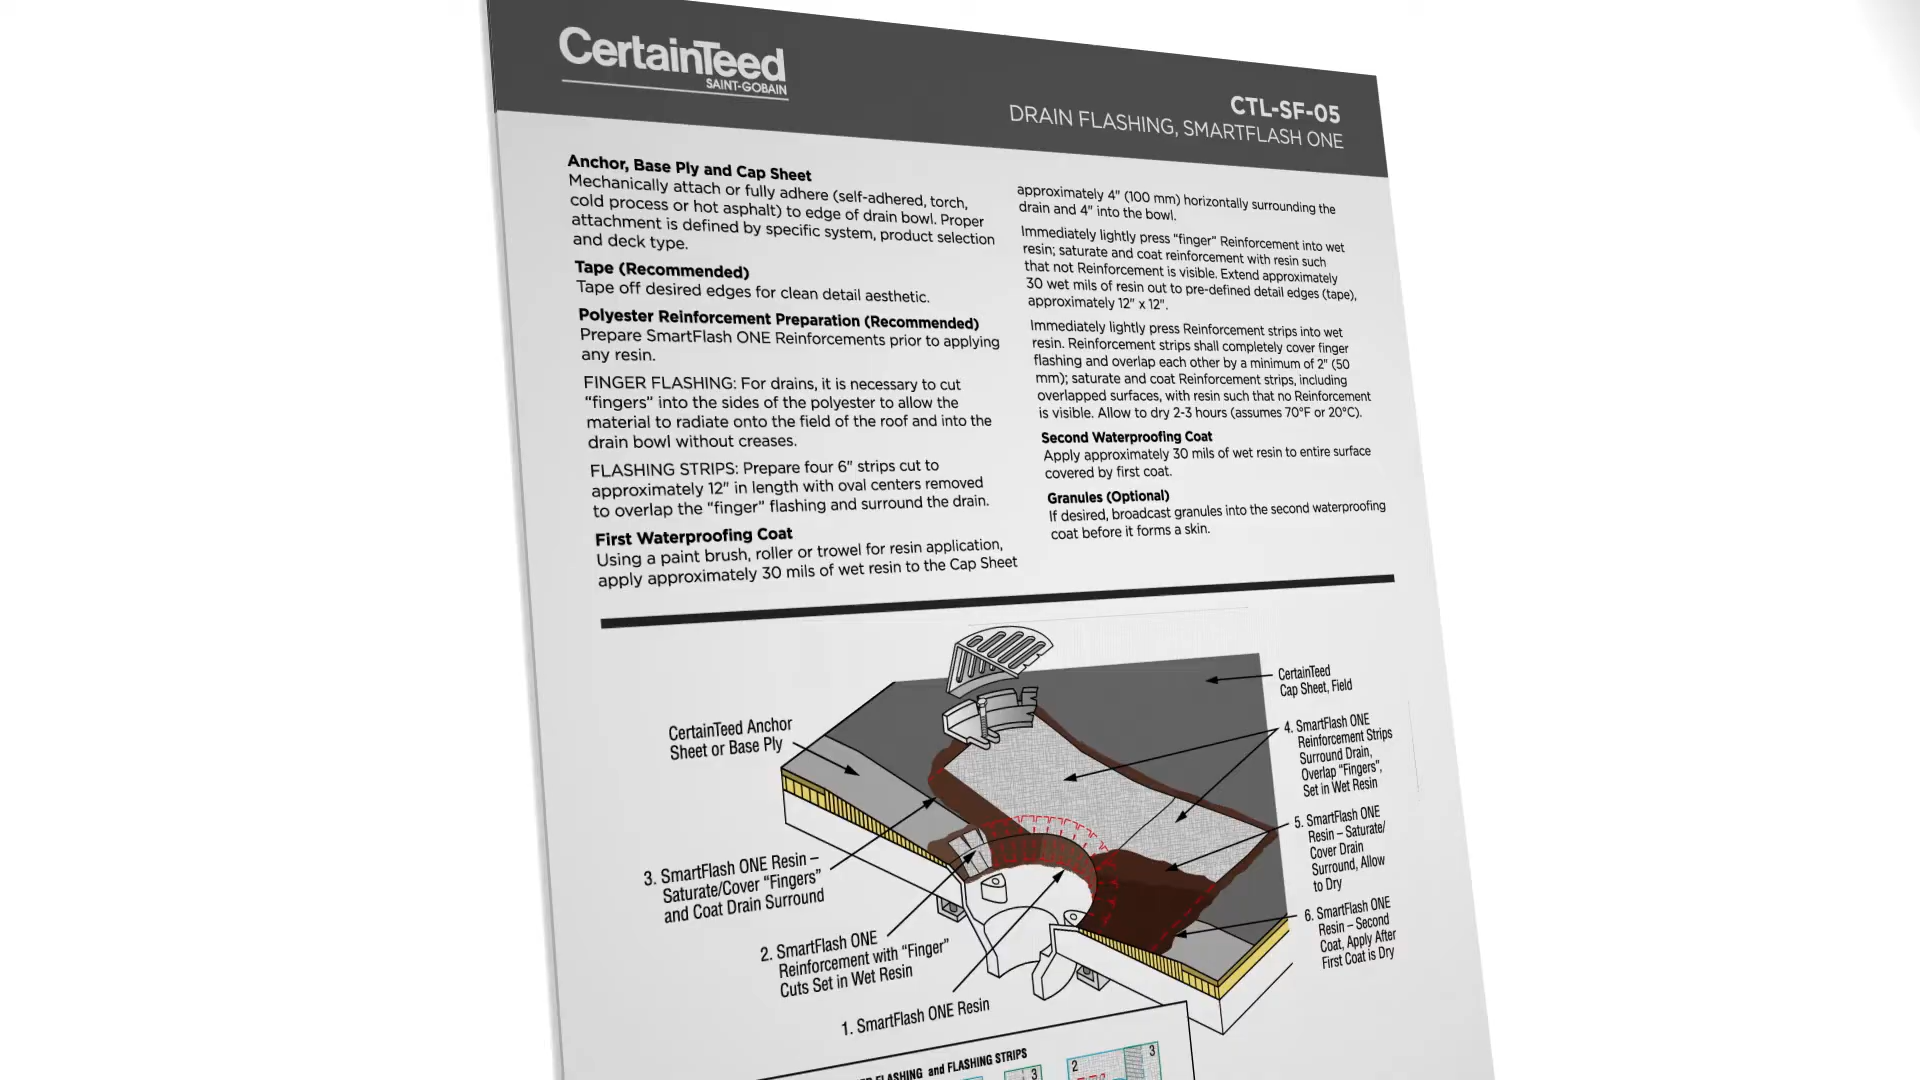 CertainTeed
SAINT-GOBAIN
CTL-SF-05
DRAIN FLASHING, SMARTFLASH ONE
Anchor, Base Ply and Cap Sheet
Mechanically attach or fully adhere (self-adhered, torch,
cold process or hot asphalt) to edge of drain bowl. Proper
attachment is defined by specific system, product selection
and deck type.
Tape (Recommended)
Tape off desired edges for clean detail aesthetic.
Polyester Reinforcement Preparation (Recommended)
Prepare SmartFlash ONE Reinforcements prior to applying
any resin.
FINGER FLASHING: For drains, it is necessary to cut
"fingers" into the sides of the polyester to allow the
material to radiate onto the field of the roof and into the
drain bowl without creases.
FLASHING STRIPS: Prepare four 6" strips cut to
approximately 12" in length with oval centers removed
to overlap the "finger" flashing and surround the drain.
First Waterproofing Coat
Using a paint brush, roller or trowel for resin application,
apply approximately 30 mils of wet resin to the Cap Sheet
approximately 4" (100 mm) horizontally surrounding the
drain and 4" into the bowl.
Immediately lightly press "finger" Reinforcement into wet
resin; saturate and coat reinforcement with resin such
that not Reinforcement is visible. Extend approximately
30 wet mils of resin out to pre-defined detail edges (tape),
approximately 12" x 12".
Immediately lightly press Reinforcement strips into wet
resin. Reinforcement strips shall completely cover finger
flashing and overlap each other by a minimum of 2" (50
mm); saturate and coat Reinforcement strips, including
overlapped surfaces, with resin such that no Reinforcement
is visible. Allow to dry 2-3 hours (assumes 70°F or 20°C).
Second Waterproofing Coat
Apply approximately 30 mils of wet resin to entire surface
covered by first coat.
Granules (Optional)
If desired, broadcast granules into the second waterproofing
coat before it forms a skin.
CertainTeed Anchor
Sheet or Base Ply
3. SmartFlash ONE Resin –
Saturate/Cover "Fingers"
and Coat Drain Surround
2. SmartFlash ONE
Reinforcement with "Finger"
Cuts Set in Wet Resin
1. SmartFlash ONE Resin
CertainTeed
Cap Sheet, Field
4. SmartFlash ONE
Reinforcement Strips
Surround Drain,
Overlap "Fingers",
Set in Wet Resin
5. SmartFlash ONE
Resin – Saturate/
Cover Drain
Surround, Allow
to Dry
6. SmartFlash ONE
Resin – Second
Coat, Apply After
First Coat is Dry
FLASHING and FLASHING STRIPS
3
2
3